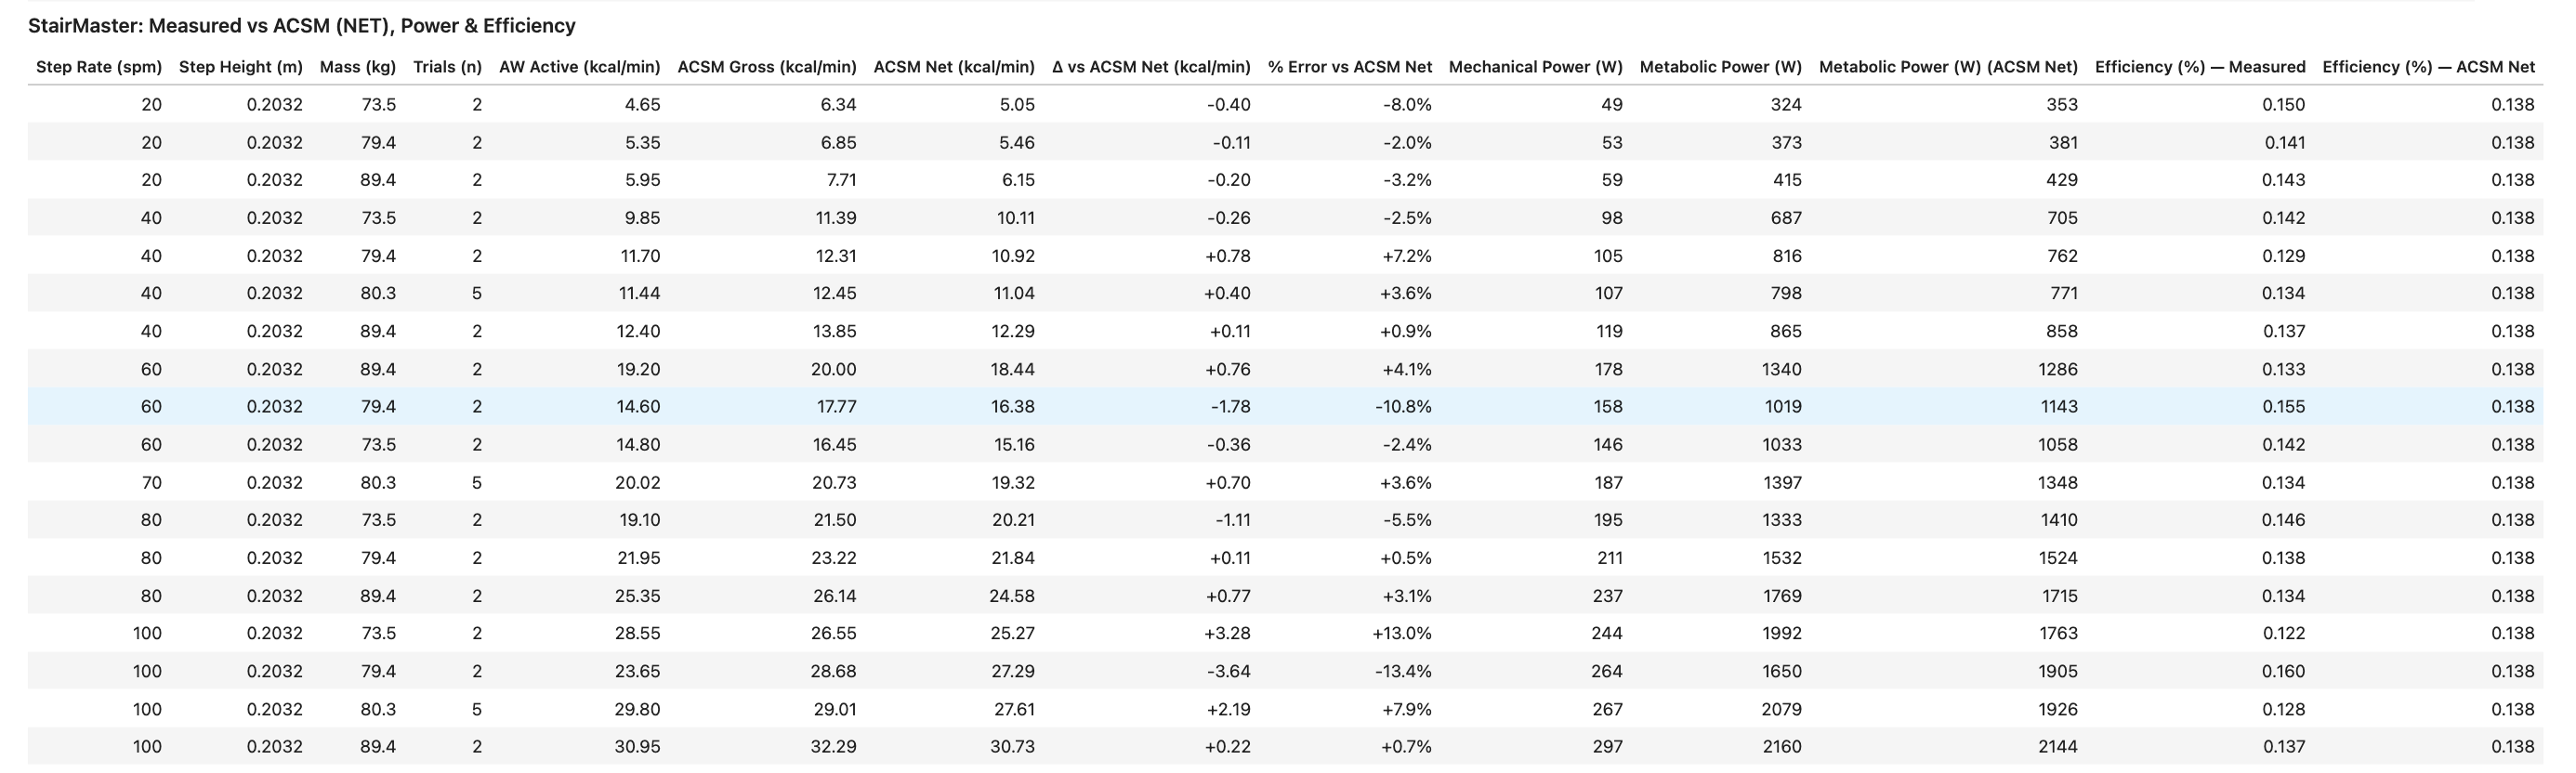 StairMaster: Measured vs ACSM (NET), Power & Efficiency
Step Rate (spm) Step Height (m) Mass (kg) Trials (n) AW Active (kcal/min) ACSM Gross (kcal/min) ACSM Net (kcal/min) Δ vs ACSM Net (kcal/min) % Error vs ACSM Net Mechanical Power (W) Metabolic Power (W) Metabolic Power (W) (ACSM Net) Efficiency (%) — Measured Efficiency (%) — ACSM Net
20 0.2032 73.5 2 4.65 6.34 5.05 -0.40 -8.0% 49 324 353 0.150 0.138
20 0.2032 79.4 2 5.35 6.85 5.46 -0.11 -2.0% 53 373 381 0.141 0.138
20 0.2032 89.4 2 5.95 7.71 6.15 -0.20 -3.2% 59 415 429 0.143 0.138
40 0.2032 73.5 2 9.85 11.39 10.11 -0.26 -2.5% 98 687 705 0.142 0.138
40 0.2032 79.4 2 11.70 12.31 10.92 +0.78 +7.2% 105 816 762 0.129 0.138
40 0.2032 80.3 5 11.44 12.45 11.04 +0.40 +3.6% 107 798 771 0.134 0.138
40 0.2032 89.4 2 12.40 13.85 12.29 +0.11 +0.9% 119 865 858 0.137 0.138
60 0.2032 89.4 2 19.20 20.00 18.44 +0.76 +4.1% 178 1340 1286 0.133 0.138
60 0.2032 79.4 2 14.60 17.77 16.38 -1.78 -10.8% 158 1019 1143 0.155 0.138
60 0.2032 73.5 2 14.80 16.45 15.16 -0.36 -2.4% 146 1033 1058 0.142 0.138
70 0.2032 80.3 5 20.02 20.73 19.32 +0.70 +3.6% 187 1397 1348 0.134 0.138
80 0.2032 73.5 2 19.10 21.50 20.21 -1.11 -5.5% 195 1333 1410 0.146 0.138
80 0.2032 79.4 2 21.95 23.22 21.84 +0.11 +0.5% 211 1532 1524 0.138 0.138
80 0.2032 89.4 2 25.35 26.14 24.58 +0.77 +3.1% 237 1769 1715 0.134 0.138
100 0.2032 73.5 2 28.55 26.55 25.27 +3.28 +13.0% 244 1992 1763 0.122 0.138
100 0.2032 79.4 2 23.65 28.68 27.29 -3.64 -13.4% 264 1650 1905 0.160 0.138
100 0.2032 80.3 5 29.80 29.01 27.61 +2.19 +7.9% 267 2079 1926 0.128 0.138
100 0.2032 89.4 2 30.95 32.29 30.73 +0.22 +0.7% 297 2160 2144 0.137 0.138